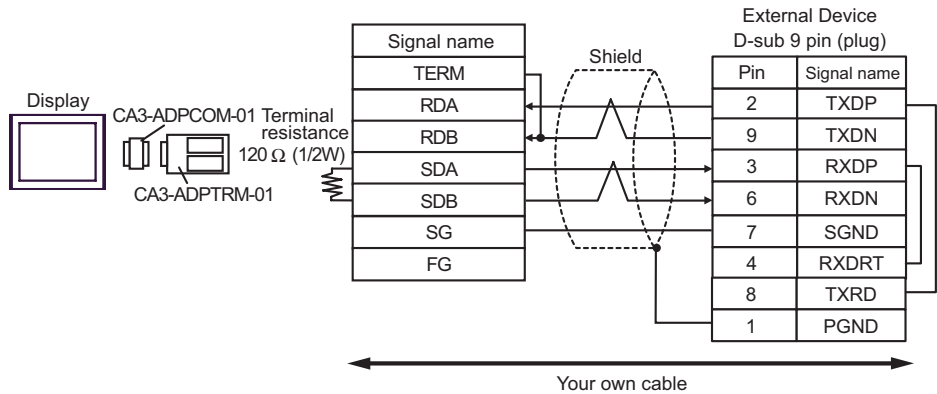 External Device
D-sub 9 pin (plug)
Signal name
Shield
Pin Signal name
TERM
Display
CA3-ADPCOM-01
Terminal
resistance
120 Ω (1/2W)
CA3-ADPTRM-01
RDA
RDB
SDA
SDB
SG
FG
2 TXDP
9 TXDN
3 RXDP
6 RXDN
7 SGND
4 RXDRT
8 TXRD
1 PGND
Your own cable